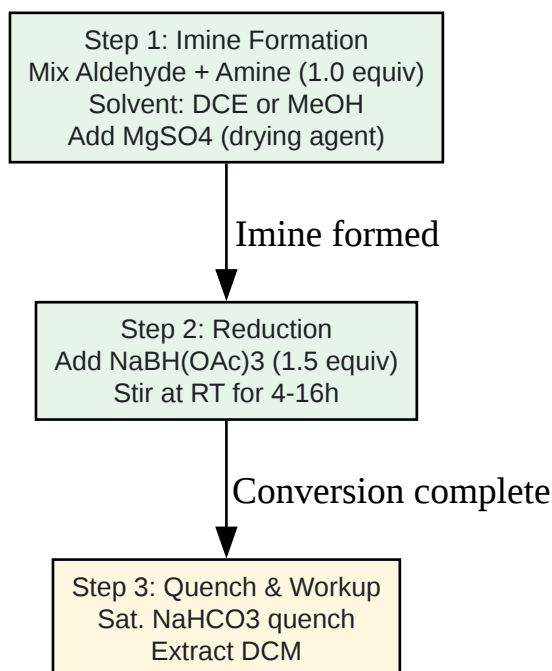 Step 1: Imine Formation
Mix Aldehyde + Amine (1.0 equiv)
Solvent: DCE or MeOH
Add MgSO4 (drying agent)
Imine formed
Step 2: Reduction
Add NaBH(OAc)3 (1.5 equiv)
Stir at RT for 4-16h
Conversion complete
Step 3: Quench & Workup
Sat. NaHCO3 quench
Extract DCM